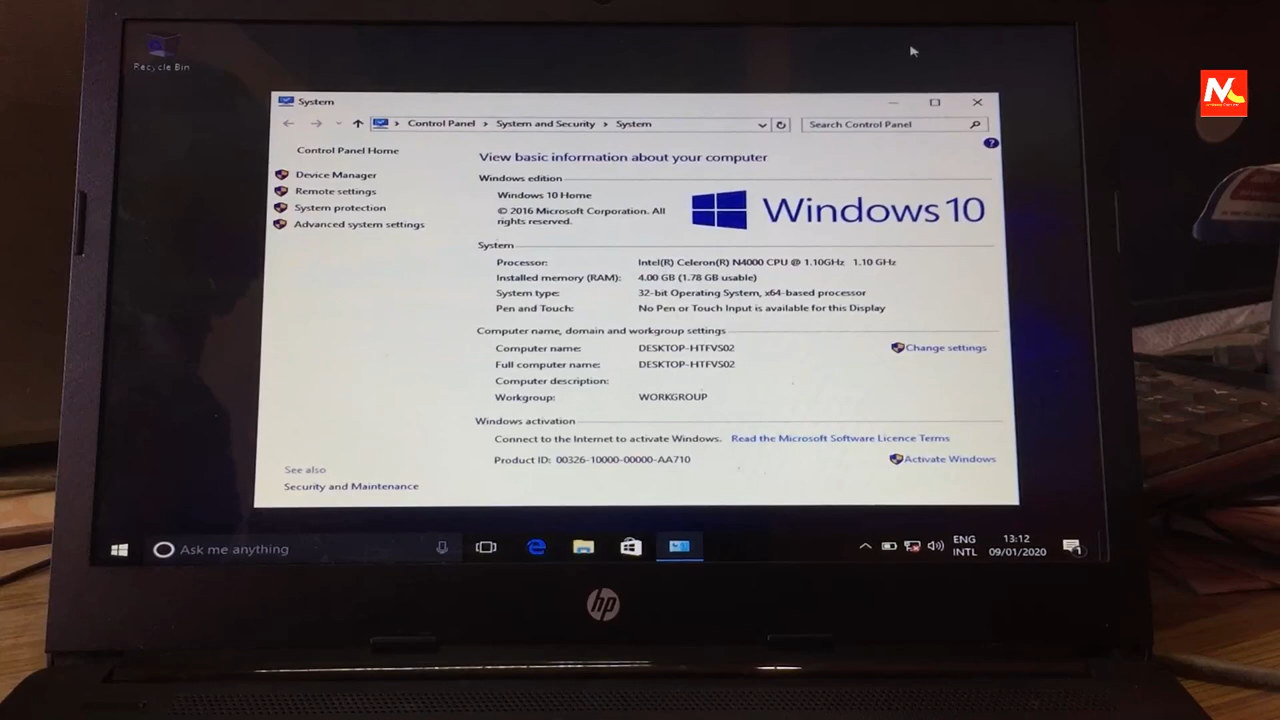 Recycle Bin
System
Control Panel > System and Security > System
Search Control Panel
Control Panel Home
Device Manager
Remote settings
System protection
Advanced system settings
See also
Security and Maintenance
View basic information about your computer
Windows edition
Windows 10 Home
© 2016 Microsoft Corporation. All
rights reserved.
Windows 10
System
Processor: Intel(R) Celeron(R) N4000 CPU @ 1.10GHz 1.10 GHz
Installed memory (RAM): 4.00 GB (1.78 GB usable)
System type: 32-bit Operating System, x64-based processor
Pen and Touch: No Pen or Touch Input is available for this Display
Computer name, domain and workgroup settings
Computer name: DESKTOP-HTFVS02
Change settings
Full computer name: DESKTOP-HTFVS02
Computer description:
Workgroup: WORKGROUP
Windows activation
Connect to the Internet to activate Windows. Read the Microsoft Software Licence Terms
Product ID: 00326-10000-00000-AA710
Activate Windows
Ask me anything
ENG
INTL
13:12
09/01/2020
1
hp